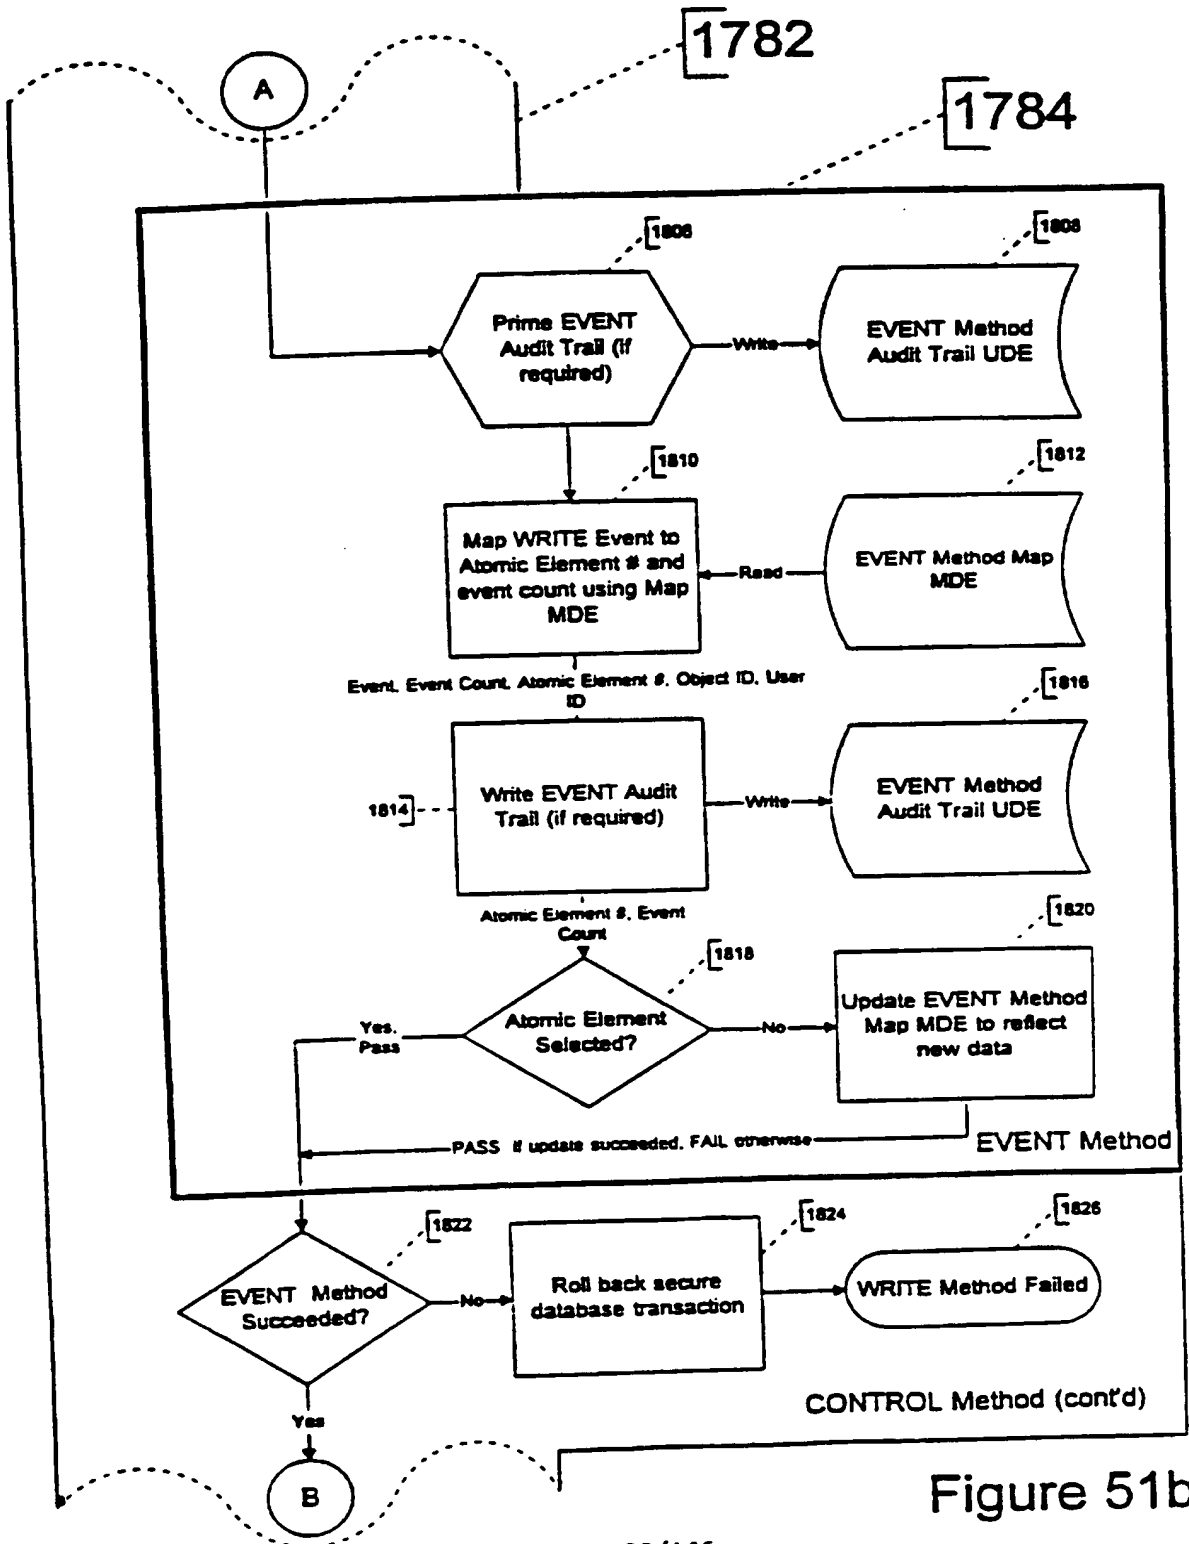 1782
A
1784
1806
1808
Prime EVENT
Audit Trail (if
required)
Write
EVENT Method
Audit Trail UDE
1810
1812
Map WRITE Event to
Atomic Element # and
event count using Map
MDE
Read
EVENT Method Map
MDE
Event, Event Count, Atomic Element #, Object ID, User
ID
1816
1814
Write EVENT Audit
Trail (if required)
Write
EVENT Method
Audit Trail UDE
Atomic Element #, Event
Count
1820
1818
Yes,
Pass
Atomic Element
Selected?
No
Update EVENT Method
Map MDE to reflect
new data
PASS if update succeeded, FAIL otherwise
EVENT Method
1822
1824
1826
EVENT Method
Succeeded?
No
Roll back secure
database transaction
WRITE Method Failed
CONTROL Method (cont'd)
Yes
B
Figure 51b